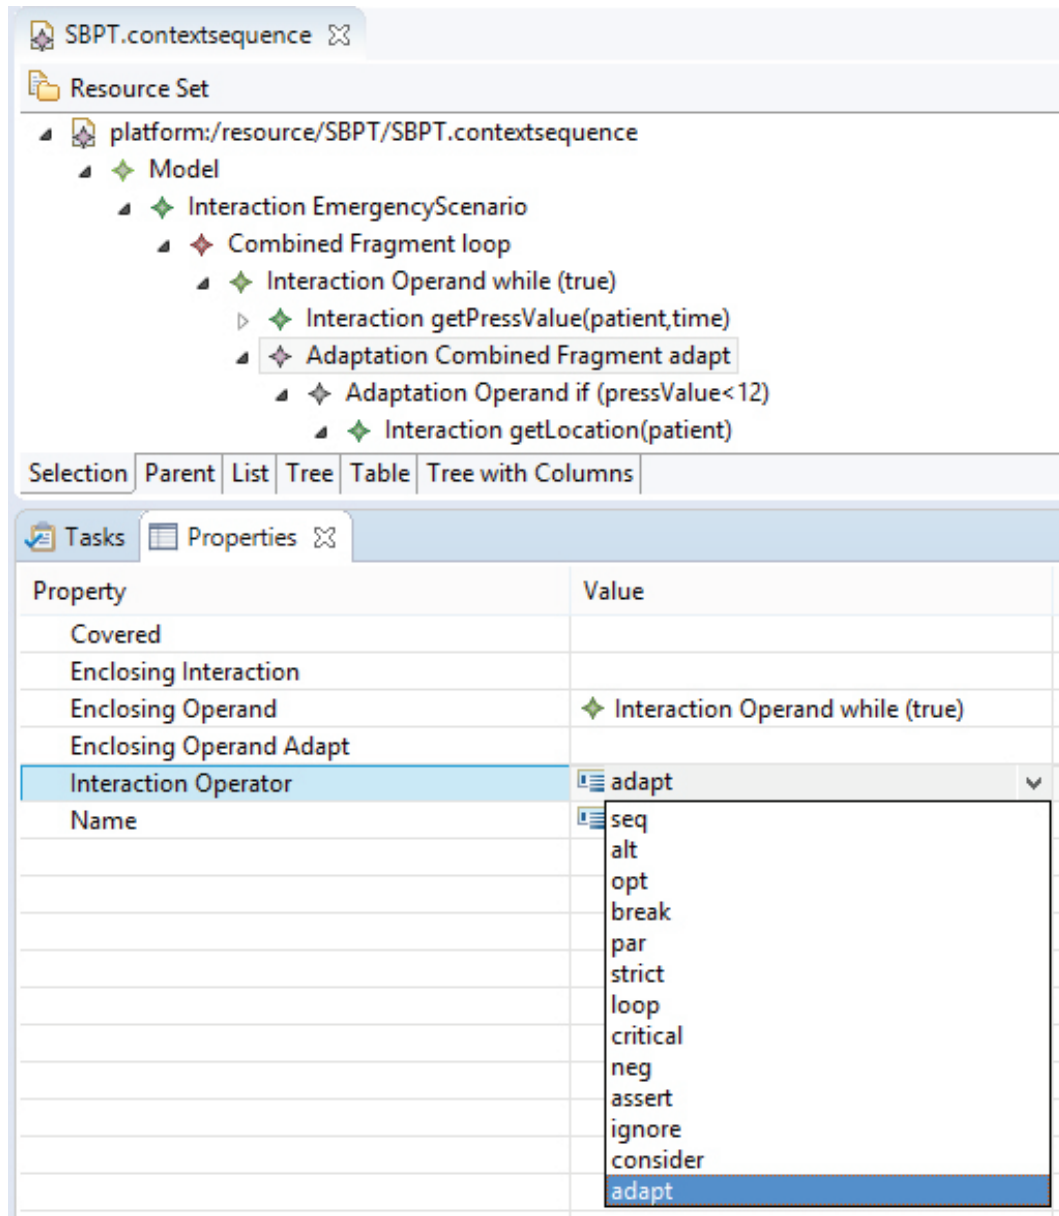 SBPT.contextsequence
Resource Set
platform:/resource/SBPT/SBPT.contextsequence
Model
Interaction EmergencyScenario
Combined Fragment loop
Interaction Operand while (true)
Interaction getPressValue(patient,time)
Adaptation Combined Fragment adapt
Adaptation Operand if (pressValue<12)
Interaction getLocation(patient)
Selection Parent List Tree Table Tree with Columns
Tasks Properties
Property Value
Covered
Enclosing Interaction
Enclosing Operand Interaction Operand while (true)
Enclosing Operand Adapt
Interaction Operator adapt
Name seq
alt
opt
break
par
strict
loop
critical
neg
assert
ignore
consider
adapt